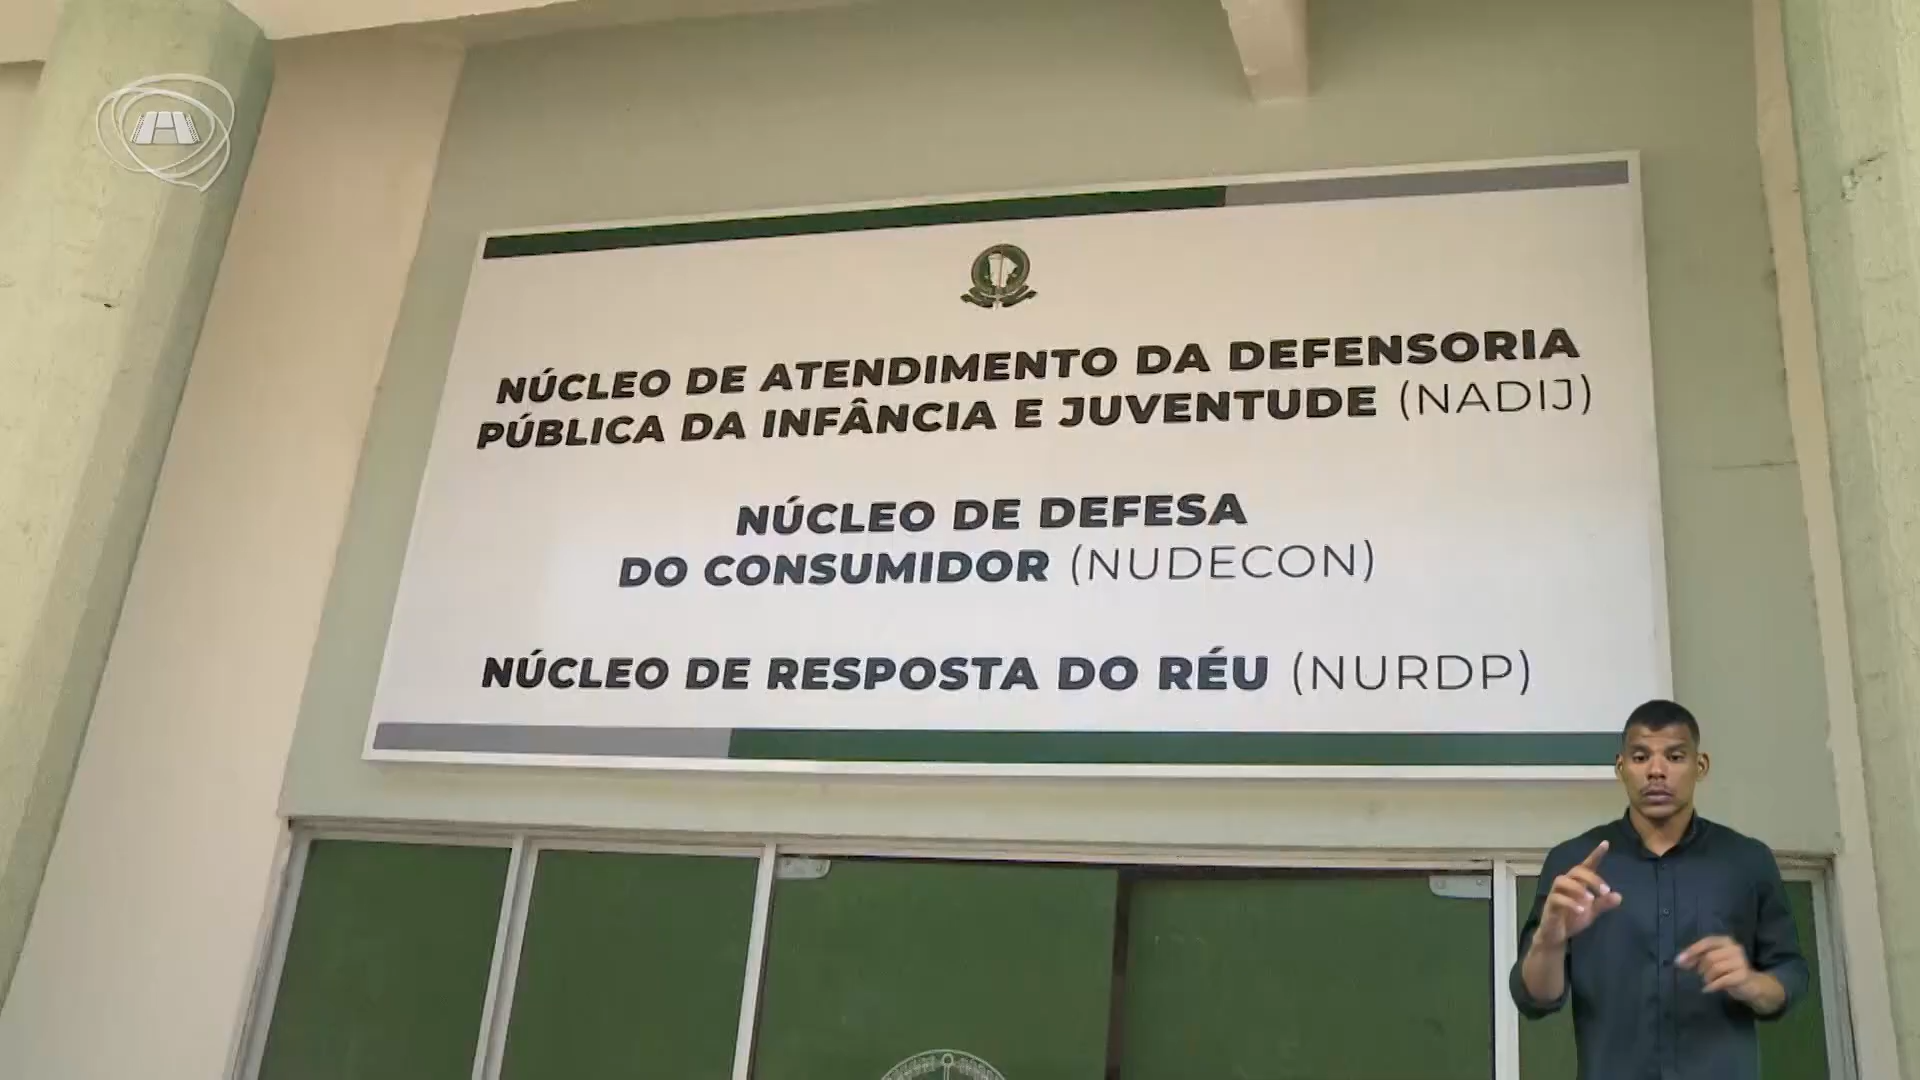 NÚCLEO DE ATENDIMENTO DA DEFENSORIA
PÚBLICA DA INFÂNCIA E JUVENTUDE (NADIJ)
NÚCLEO DE DEFESA
DO CONSUMIDOR (NUDECON)
NÚCLEO DE RESPOSTA DO RÉU (NURDP)